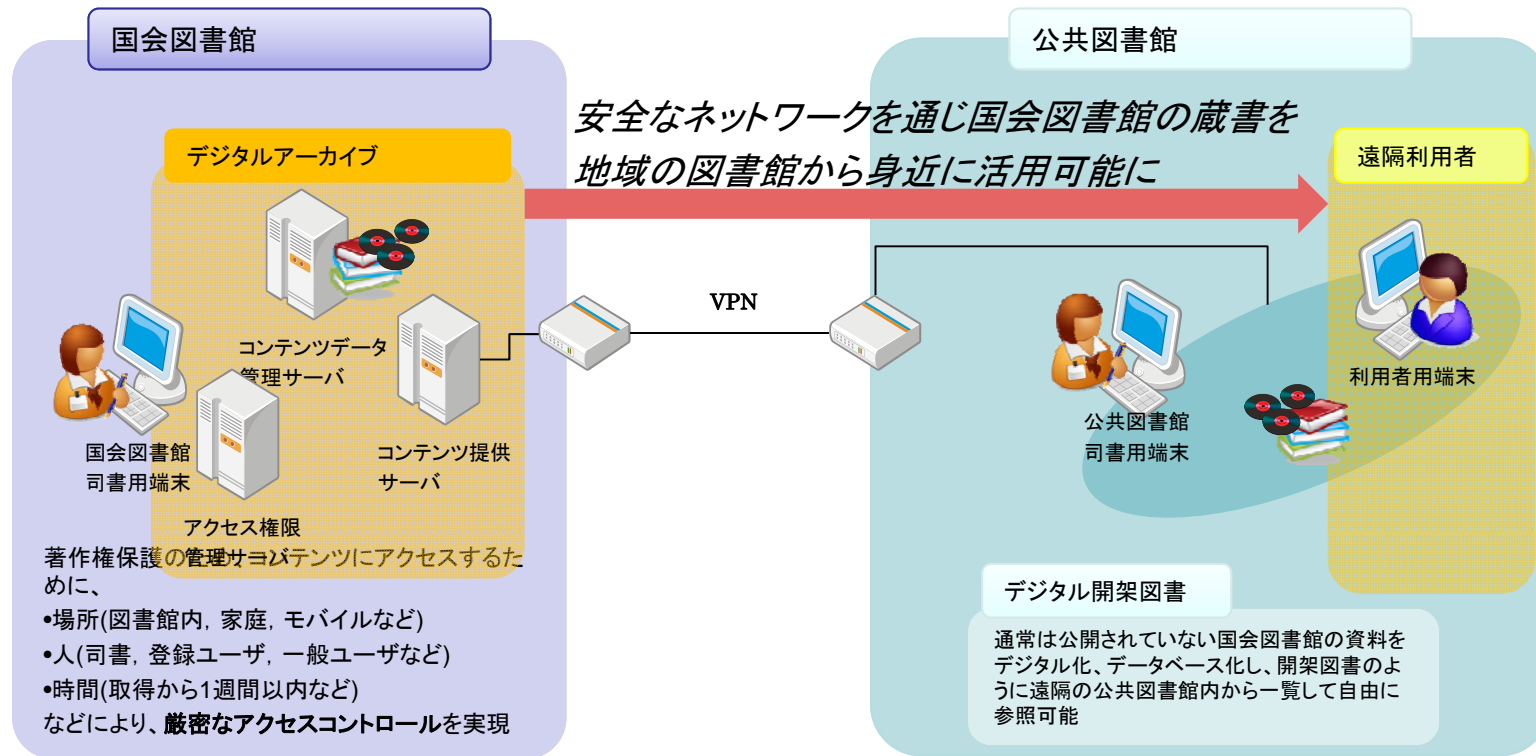 国会図書館
公共図書館
安全なネットワークを通じ国会図書館の蔵書を
地域の図書館から身近に活用可能に
デジタルアーカイブ
遠隔利用者
VPN
コンテンツデータ
管理サーバ
利用者用端末
国会図書館
司書用端末
コンテンツ提供
サーバ
公共図書館
司書用端末
アクセス権限
管理サーバ
著作権保護のため、コンテンツにアクセスするた
めに、
•場所(図書館内, 家庭, モバイルなど)
•人(司書, 登録ユーザ, 一般ユーザなど)
•時間(取得から1週間以内など)
などにより、厳密なアクセスコントロールを実現
デジタル開架図書
通常は公開されていない国会図書館の資料を
デジタル化、データベース化し、開架図書のよ
うに遠隔の公共図書館内から一覧して自由に
参照可能